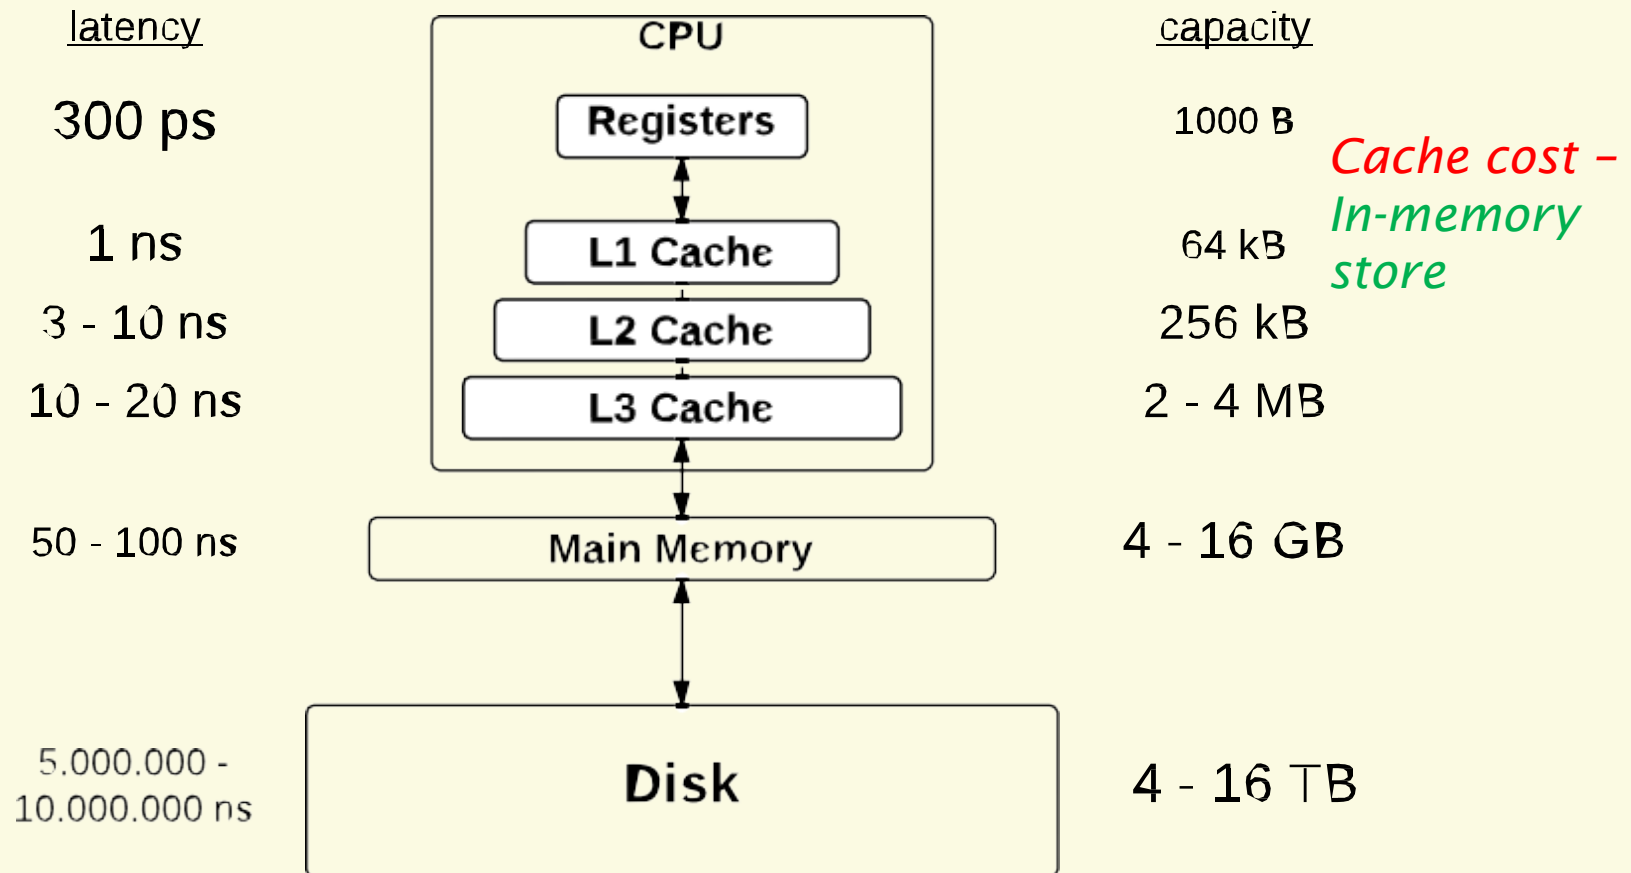 latency
CPU
capacity
300 ps
Registers
1000 B
Cache cost –
In-memory
store
1 ns
L1 Cache
64 kB
3 - 10 ns
L2 Cache
256 kB
10 - 20 ns
L3 Cache
2 - 4 MB
50 - 100 ns
Main Memory
4 - 16 GB
5.000.000 -
10.000.000 ns
Disk
4 - 16 TB